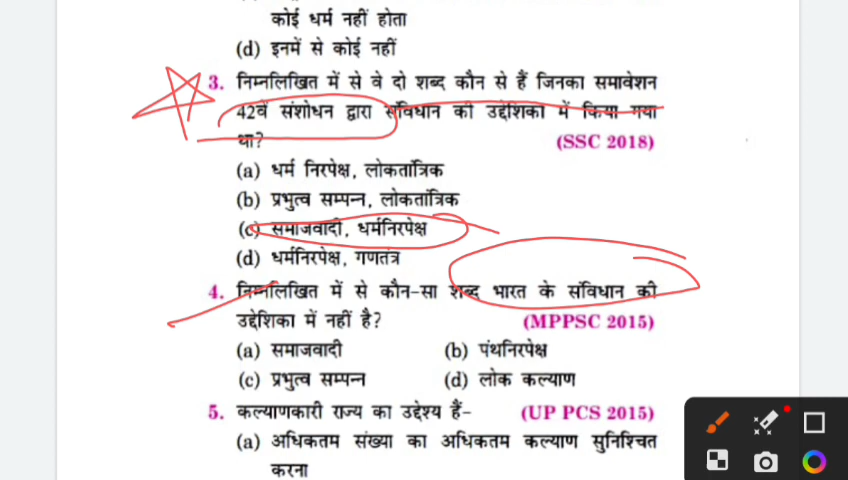 कोई धर्म नहीं होता
(d) इनमें से कोई नहीं
3. निम्नलिखित में से वे दो शब्द कौन से हैं जिनका समावेशन
42वें संशोधन द्वारा संविधान की उद्देशिका में किया गया
था? (SSC 2018)
(a) धर्म निरपेक्ष, लोकतांत्रिक
(b) प्रभुत्व सम्पन्न, लोकतांत्रिक
(c) समाजवादी, धर्मनिरपेक्ष
(d) धर्मनिरपेक्ष, गणतंत्र
4. निम्नलिखित में से कौन-सा शब्द भारत के संविधान की
उद्देशिका में नहीं है? (MPPSC 2015)
(a) समाजवादी (b) पंथनिरपेक्ष
(c) प्रभुत्व सम्पन्न (d) लोक कल्याण
5. कल्याणकारी राज्य का उद्देश्य हैं– (UP PCS 2015)
(a) अधिकतम संख्या का अधिकतम कल्याण सुनिश्चित
करना